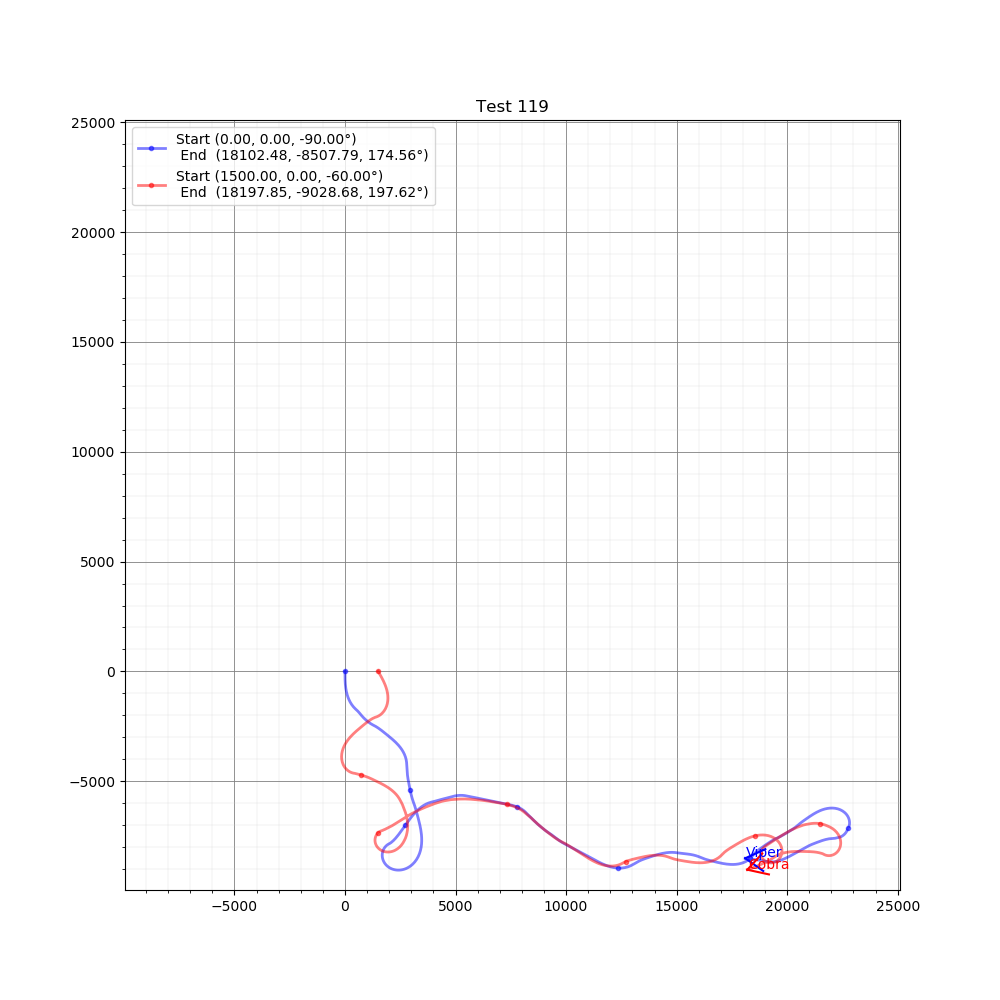 Test 119
Start (0.00, 0.00, -90.00°)
End (18102.48, -8507.79, 174.56°)
Start (1500.00, 0.00, -60.00°)
End (18197.85, -9028.68, 197.62°)
25000
20000
15000
10000
5000
0
−5000
Viper
Cobra
−5000 0 5000 10000 15000 20000 25000